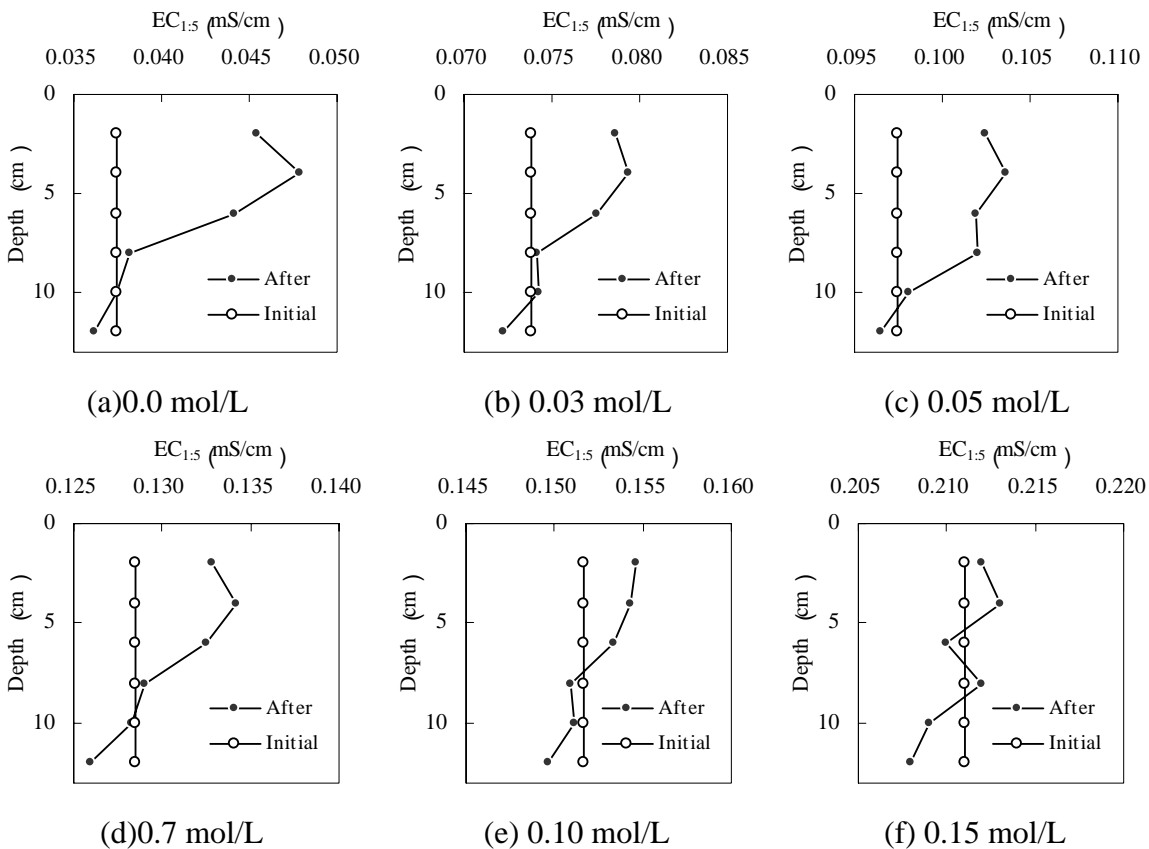 EC1:5 (mS/cm)
0.035 0.040 0.045 0.050
0
5
10
Depth (cm)
After
Initial
(a)0.0 mol/L
EC1:5 (mS/cm)
0.070 0.075 0.080 0.085
0
5
10
Depth (cm)
After
Initial
(b) 0.03 mol/L
EC1:5 (mS/cm)
0.095 0.100 0.105 0.110
0
5
10
Depth (cm)
After
Initial
(c) 0.05 mol/L
EC1:5 (mS/cm)
0.125 0.130 0.135 0.140
0
5
10
Depth (cm)
After
Initial
(d)0.7 mol/L
EC1:5 (mS/cm)
0.145 0.150 0.155 0.160
0
5
10
Depth (cm)
After
Initial
(e) 0.10 mol/L
EC1:5 (mS/cm)
0.205 0.210 0.215 0.220
0
5
10
Depth (cm)
After
Initial
(f) 0.15 mol/L